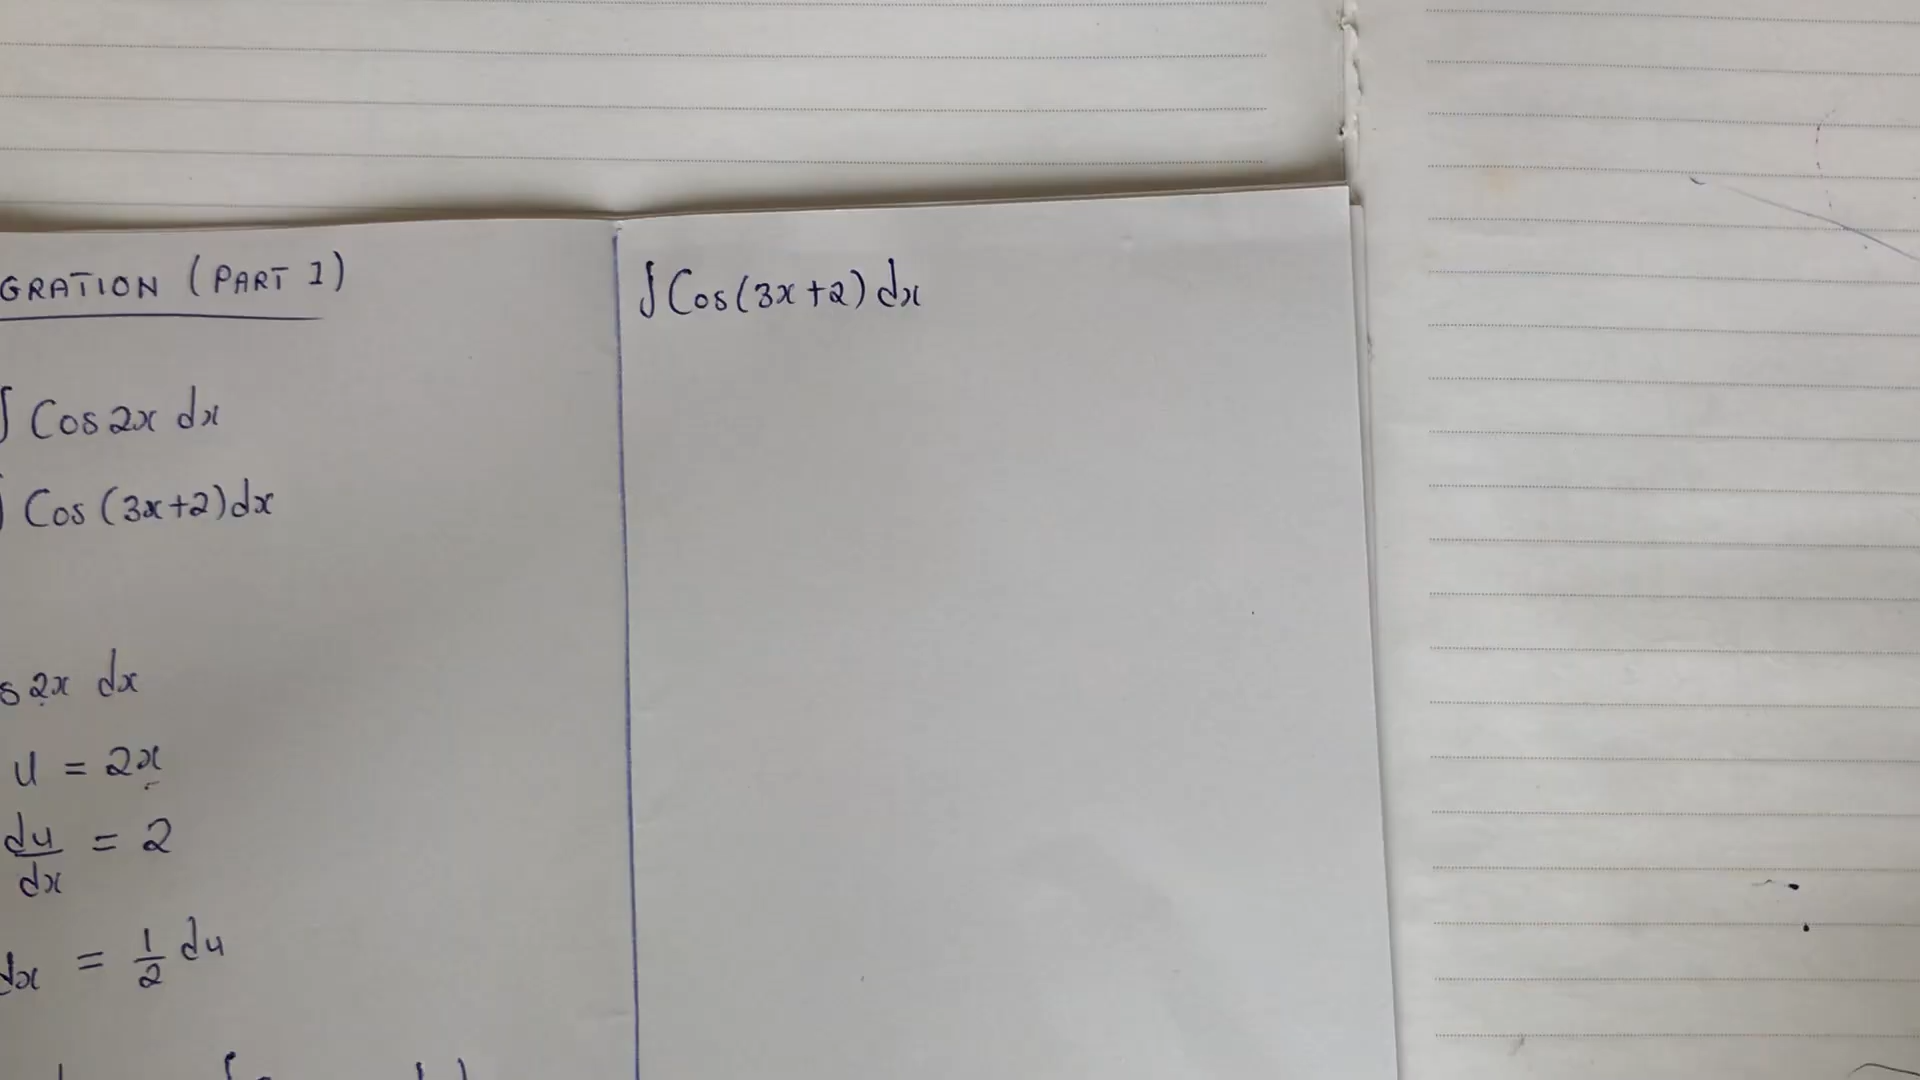 GRATION (PART 1)
∫ Cos 2x dx
∫ Cos (3x+2) dx
s 2x dx
u = 2x
du/dx = 2
dx = 1/2 du
∫ Cos (3x+2) dx